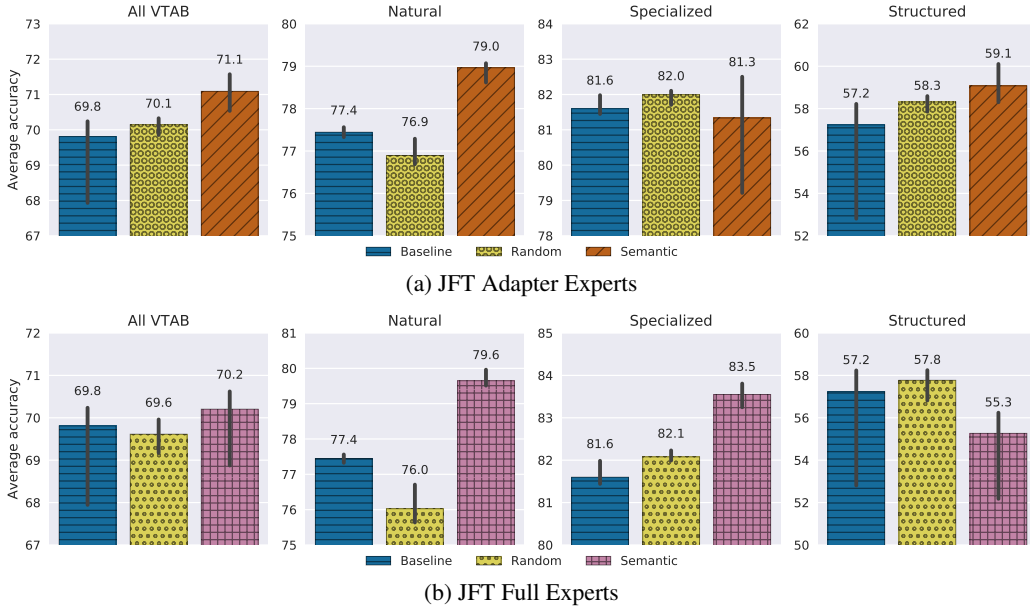 All VTAB Natural Specialized Structured
73 80 84 62
72 79 83 60
71 78 82 58
70 77 81 56
69 76 80 54
68 75 79 52
67 78
Average accuracy
69.8 70.1 71.1
77.4 76.9 79.0
81.6 82.0 81.3
57.2 58.3 59.1
Baseline Random Semantic
Baseline Random Semantic
(a) JFT Adapter Experts
All VTAB Natural Specialized Structured
72 81 85 60
71 80 84 58
70 79 83 56
69 78 82 54
68 77 81 52
67 76 80 50
75
Average accuracy
69.8 69.6 70.2
77.4 76.0 79.6
81.6 82.1 83.5
57.2 57.8 55.3
Baseline Random Semantic
Baseline Random Semantic
(b) JFT Full Experts